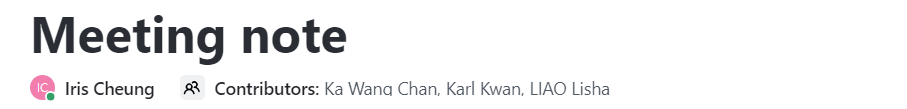 Meeting note
IC Iris Cheung Contributors: Ka Wang Chan, Karl Kwan, LIAO Lisha